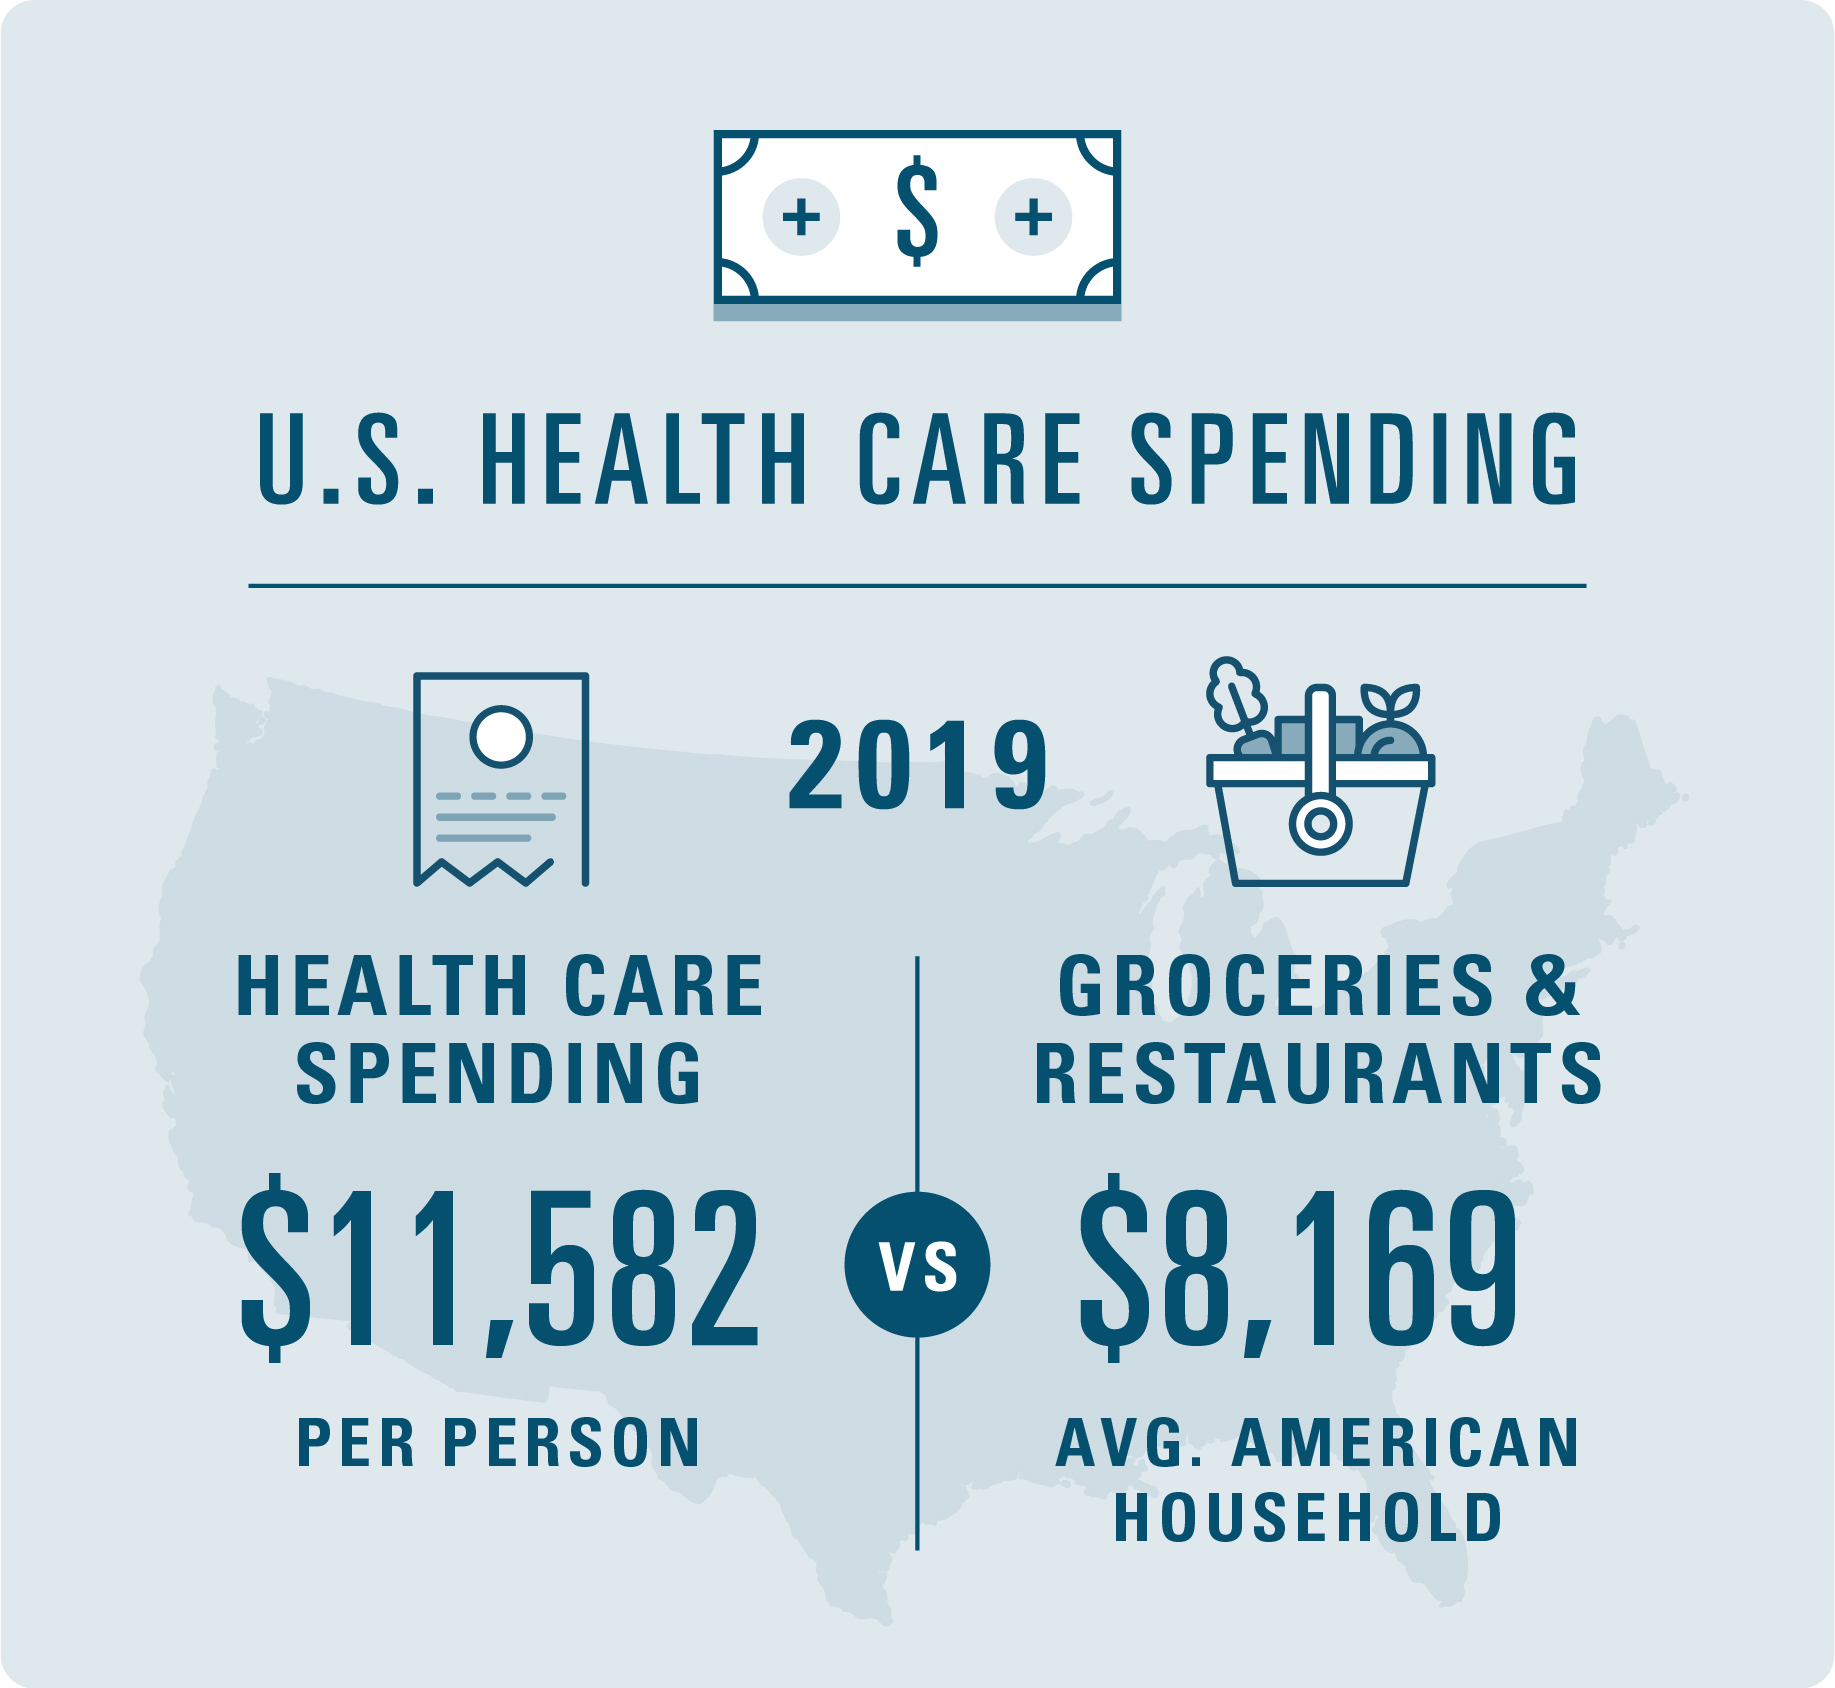 + $ +
U.S. HEALTH CARE SPENDING
2019
HEALTH CARE
SPENDING
$11,582
PER PERSON
VS
GROCERIES &
RESTAURANTS
$8,169
AVG. AMERICAN
HOUSEHOLD